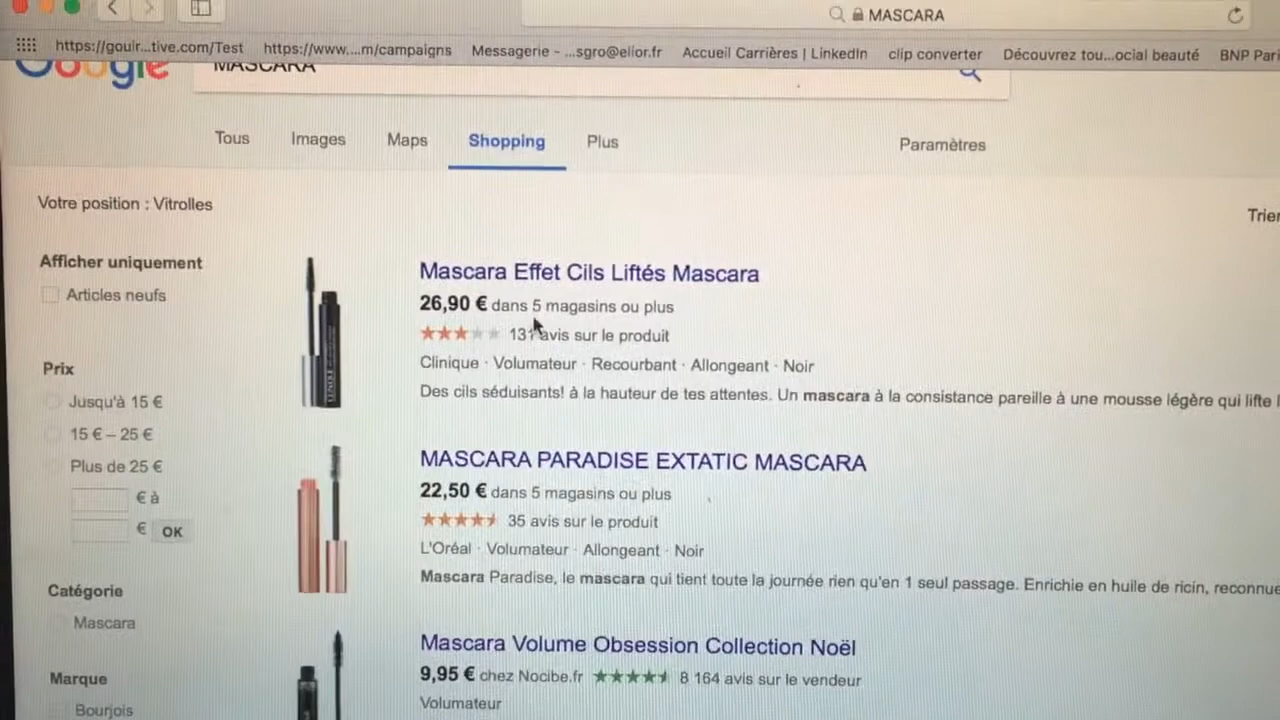 MASCARA
https://gouir...tive.com/Test https://www....m/campaigns Messagerie - ...sgro@elior.fr Accueil Carrières | LinkedIn clip converter Découvrez tou...ocial beauté BNP Pari
Google MASCARA
Tous Images Maps Shopping Plus Paramètres
Votre position : Vitrolles
Trier
Afficher uniquement
Articles neufs
Prix
Jusqu'à 15 €
15 € – 25 €
Plus de 25 €
€ à
€ OK
Catégorie
Mascara
Marque
Bourjois
Mascara Effet Cils Liftés Mascara
26,90 € dans 5 magasins ou plus
131 avis sur le produit
Clinique · Volumateur · Recourbant · Allongeant · Noir
Des cils séduisants! à la hauteur de tes attentes. Un mascara à la consistance pareille à une mousse légère qui lifte
MASCARA PARADISE EXTATIC MASCARA
22,50 € dans 5 magasins ou plus
35 avis sur le produit
L'Oréal · Volumateur · Allongeant · Noir
Mascara Paradise, le mascara qui tient toute la journée rien qu'en 1 seul passage. Enrichie en huile de ricin, reconnue
Mascara Volume Obsession Collection Noël
9,95 € chez Nocibe.fr 8 164 avis sur le vendeur
Volumateur